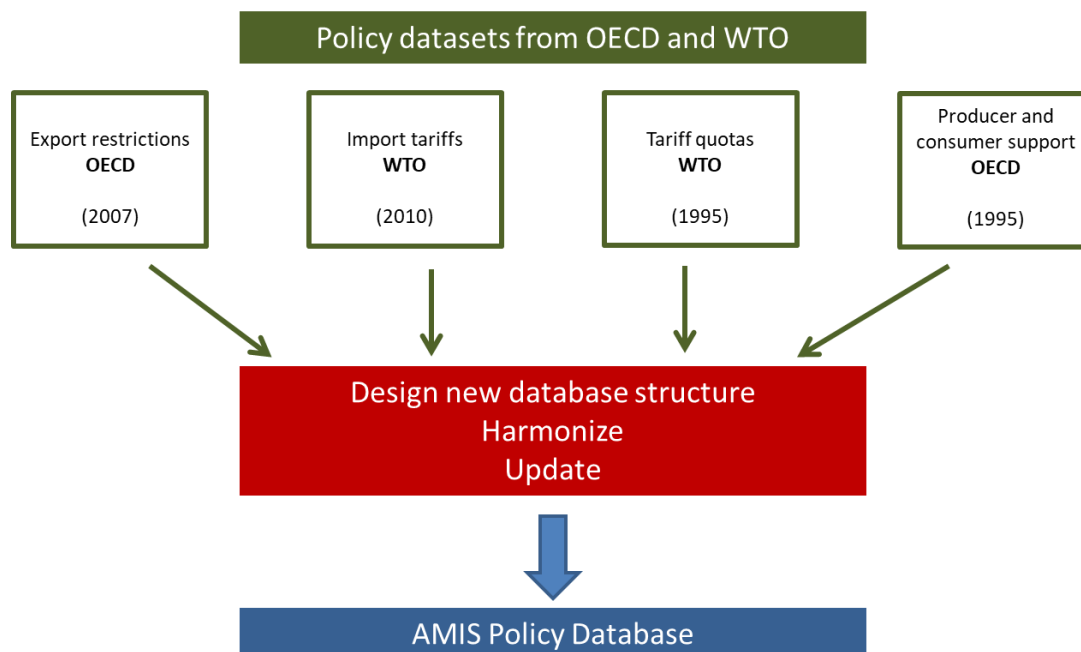 Policy datasets from OECD and WTO
Export restrictions
OECD
(2007)
Import tariffs
WTO
(2010)
Tariff quotas
WTO
(1995)
Producer and
consumer support
OECD
(1995)
Design new database structure
Harmonize
Update
AMIS Policy Database